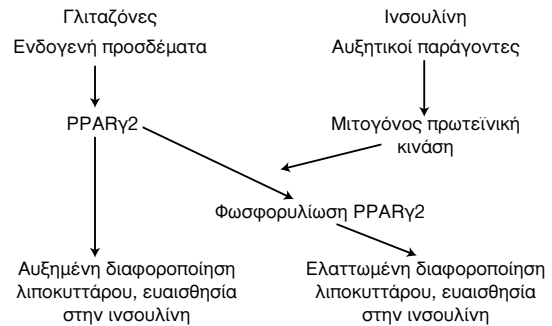 Γλιταζόνες
Ενδογενή προσδέματα
Ινσουλίνη
Αυξητικοί παράγοντες
PPARγ2
Μιτογόνος πρωτεϊνική
κινάση
Φωσφορυλίωση PPARγ2
Αυξημένη διαφοροποίηση
λιποκυττάρου, ευαισθησία
στην ινσουλίνη
Ελαττωμένη διαφοροποίηση
λιποκυττάρου, ευαισθησία
στην ινσουλίνη